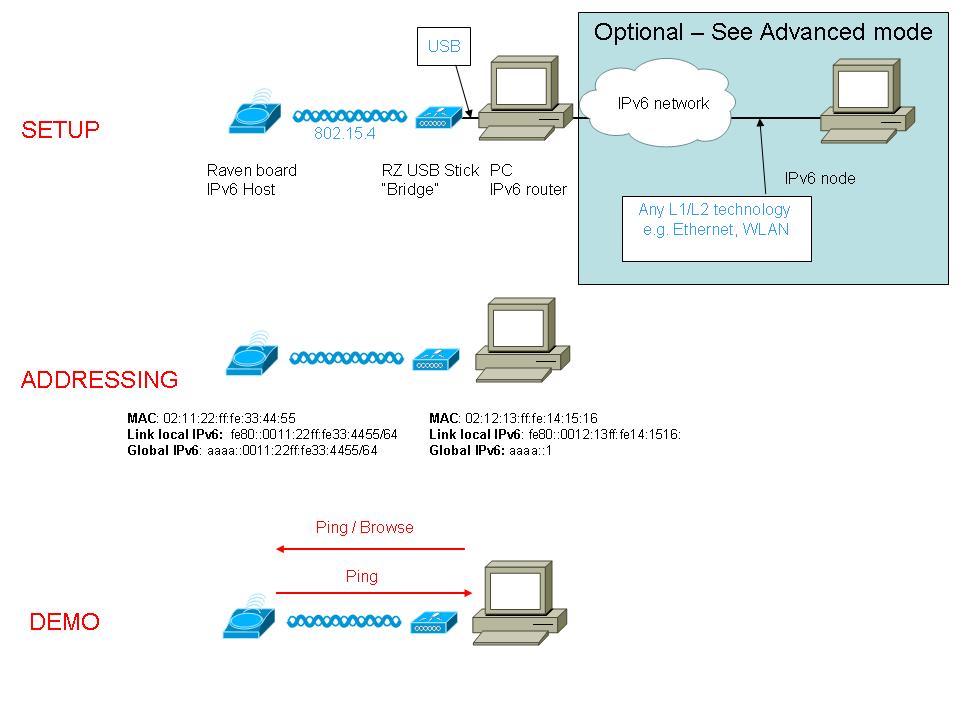 Optional – See Advanced mode
USB
IPv6 network
SETUP
802.15.4
Raven board
IPv6 Host
RZ USB Stick
"Bridge"
PC
IPv6 router
IPv6 node
Any L1/L2 technology
e.g. Ethernet, WLAN
ADDRESSING
MAC: 02:11:22:ff:fe:33:44:55
Link local IPv6: fe80::0011:22ff:fe33:4455/64
Global IPv6: aaaa::0011:22ff:fe33:4455/64
MAC: 02:12:13:ff:fe:14:15:16
Link local IPv6: fe80::0012:13ff:fe14:1516:
Global IPv6: aaaa::1
Ping / Browse
Ping
DEMO